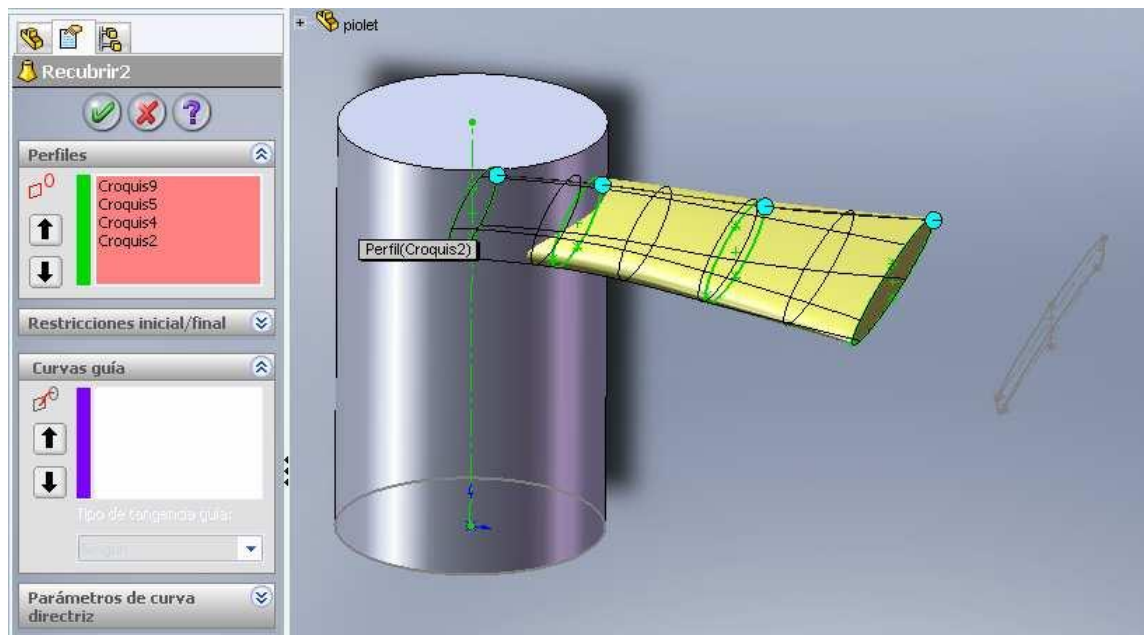 piolet
Recubrir2
?
Perfiles
Croquis9
Croquis5
Croquis4
Croquis2
Perfil(Croquis2)
Restricciones inicial/final
Curvas guía
Tipo de tangencia guía:
Parámetros de curva
directriz